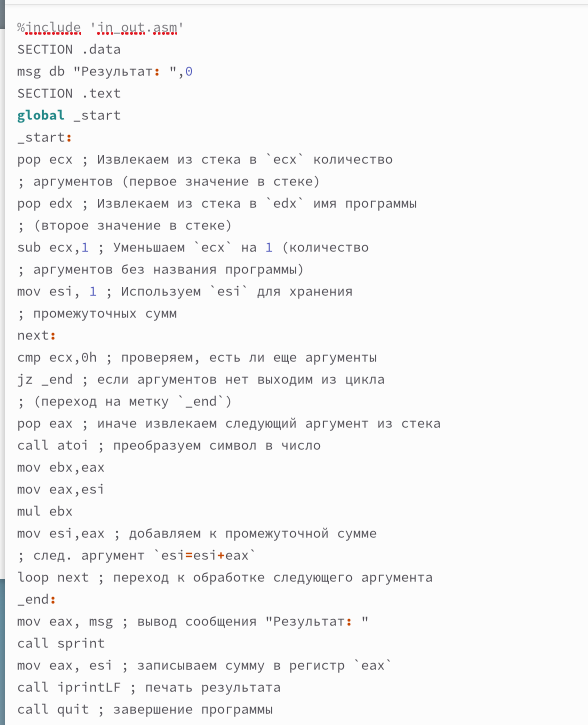 %include 'in_out.asm'
SECTION .data
msg db "Результат: ",0
SECTION .text
global _start
_start:
pop ecx ; Извлекаем из стека в `ecx` количество
; аргументов (первое значение в стеке)
pop edx ; Извлекаем из стека в `edx` имя программы
; (второе значение в стеке)
sub ecx,1 ; Уменьшаем `ecx` на 1 (количество
; аргументов без названия программы)
mov esi, 1 ; Используем `esi` для хранения
; промежуточных сумм
next:
cmp ecx,0h ; проверяем, есть ли еще аргументы
jz _end ; если аргументов нет выходим из цикла
; (переход на метку `_end`)
pop eax ; иначе извлекаем следующий аргумент из стека
call atoi ; преобразуем символ в число
mov ebx,eax
mov eax,esi
mul ebx
mov esi,eax ; добавляем к промежуточной сумме
; след. аргумент `esi=esi+eax`
loop next ; переход к обработке следующего аргумента
_end:
mov eax, msg ; вывод сообщения "Результат: "
call sprint
mov eax, esi ; записываем сумму в регистр `eax`
call iprintLF ; печать результата
call quit ; завершение программы